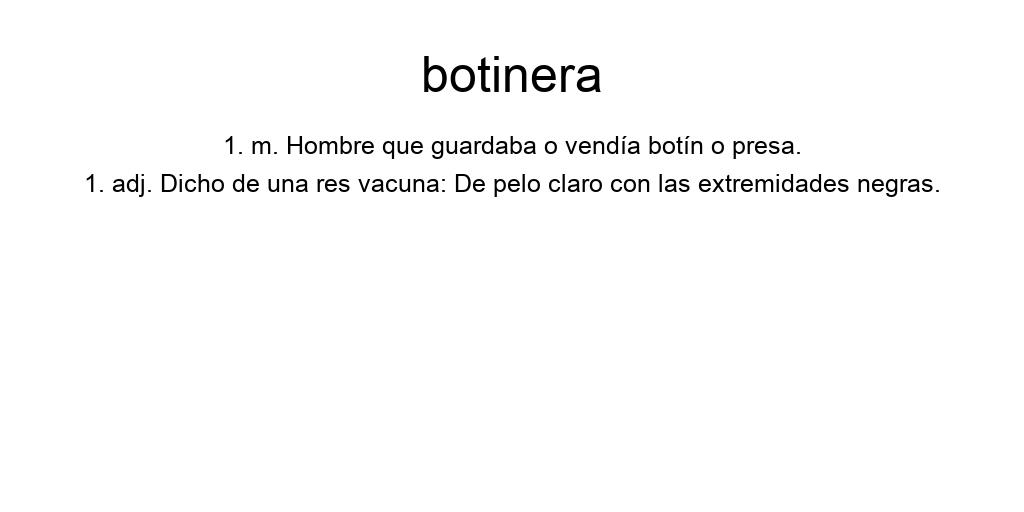 botinera
1. m. Hombre que guardaba o vendía botín o presa.
1. adj. Dicho de una res vacuna: De pelo claro con las extremidades negras.